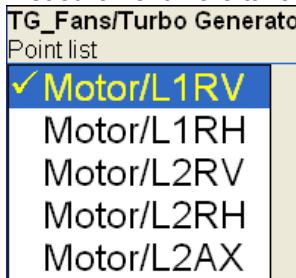 TG_Fans/Turbo Generato
Point list
✓ Motor/L1RV
Motor/L1RH
Motor/L2RV
Motor/L2RH
Motor/L2AX